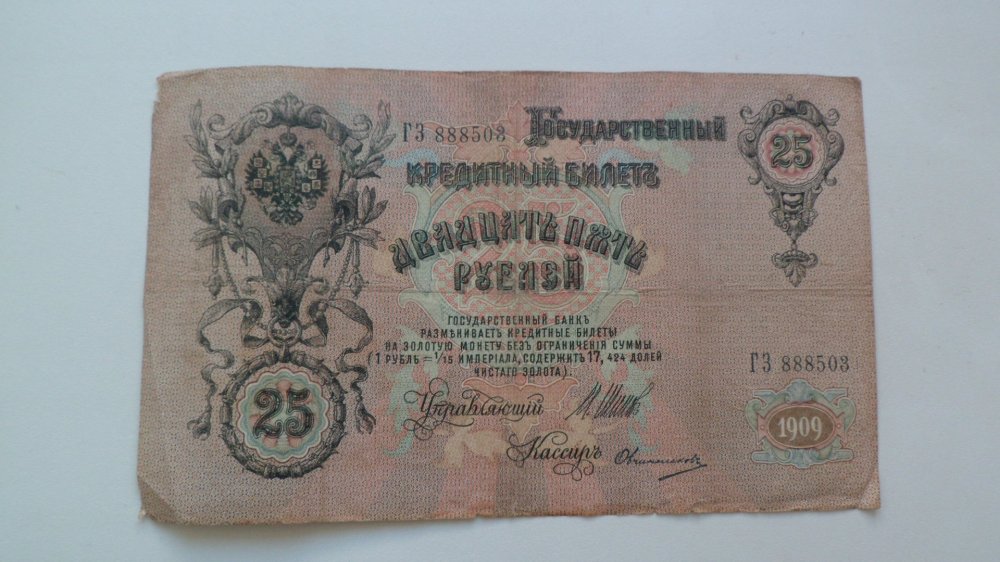 ГЗ 888503 Государственный
Кредитный Билетъ
25
Двадцать пять
рублей
Государственный банкъ
размѣниваетъ кредитные билеты
на золотую монету безъ ограниченія суммы
(1 рубль = 1/15 имперіала, содержитъ 17,424 долей
чистаго золота).
ГЗ 888503
25
Управляющій
1909
Кассиръ
Овчинниковъ